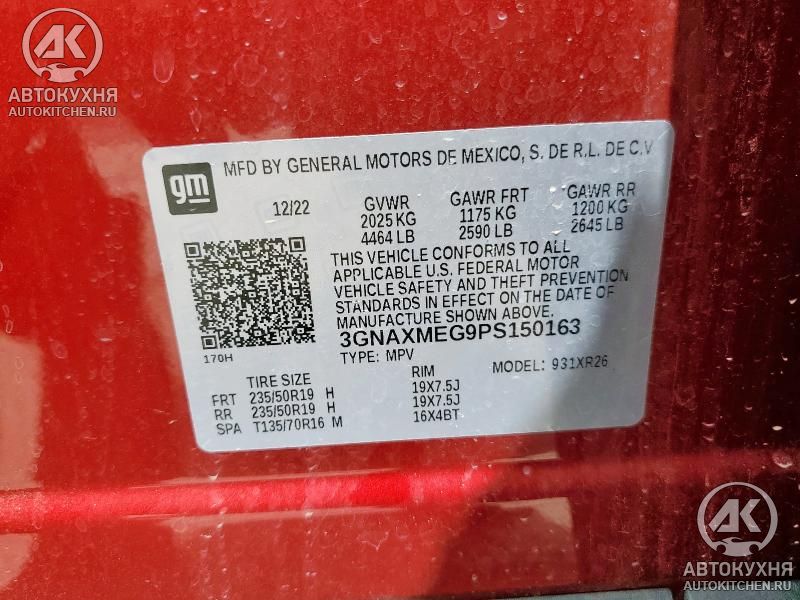 АК
АВТОКУХНЯ
AUTOKITCHEN.RU
gm
MFD BY GENERAL MOTORS DE MEXICO, S. DE R.L. DE C.V
12/22 GVWR GAWR FRT GAWR RR
2025 KG 1175 KG 1200 KG
4464 LB 2590 LB 2645 LB
THIS VEHICLE CONFORMS TO ALL
APPLICABLE U.S. FEDERAL MOTOR
VEHICLE SAFETY AND THEFT PREVENTION
STANDARDS IN EFFECT ON THE DATE OF
MANUFACTURE SHOWN ABOVE.
3GNAXMEG9PS150163
170H
TYPE: MPV MODEL: 931XR26
TIRE SIZE RIM
FRT 235/50R19 H 19X7.5J
RR 235/50R19 H 19X7.5J
SPA T135/70R16 M 16X4BT
АК
АВТОКУХНЯ
AUTOKITCHEN.RU